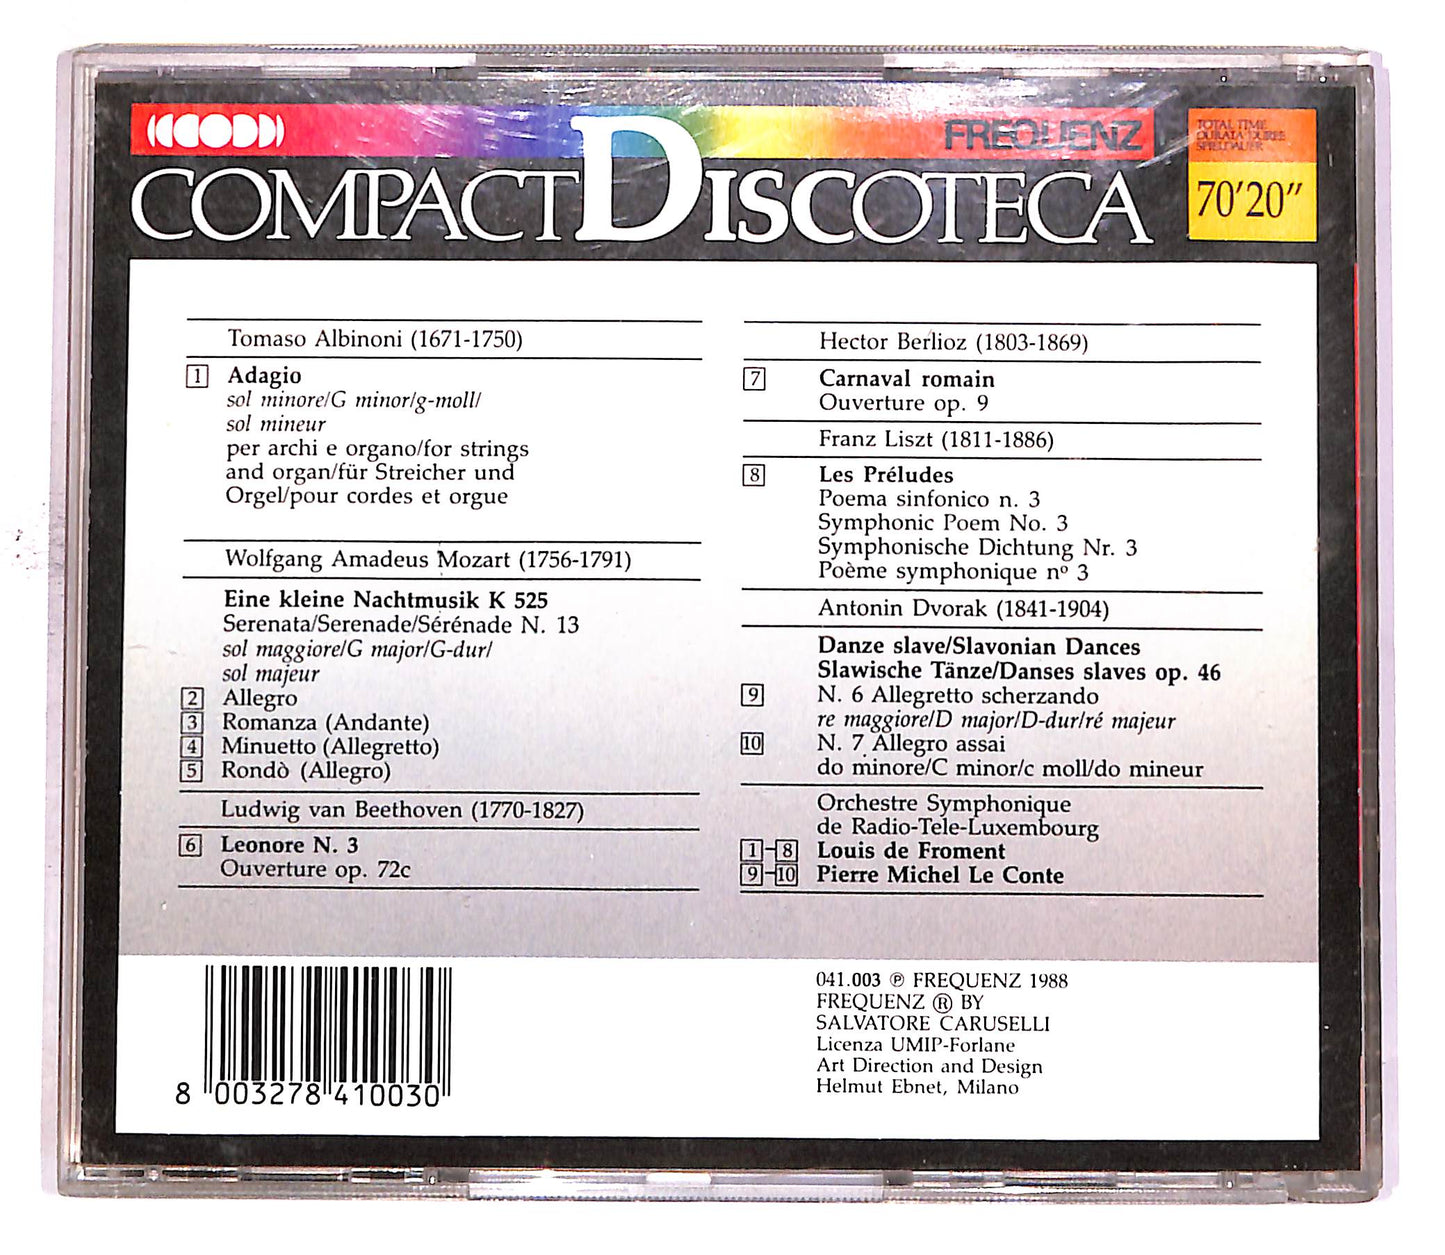 FREQUENZ
COMPACT DISCOTECA
TOTAL TIME
DURATA DUREE
SPIELDAUER
70'20"
Tomaso Albinoni (1671-1750)
1 Adagio
sol minore/G minor/g-moll/
sol mineur
per archi e organo/for strings
and organ/für Streicher und
Orgel/pour cordes et orgue
Wolfgang Amadeus Mozart (1756-1791)
Eine kleine Nachtmusik K 525
Serenata/Serenade/Sérénade N. 13
sol maggiore/G major/G-dur/
sol majeur
2 Allegro
3 Romanza (Andante)
4 Minuetto (Allegretto)
5 Rondò (Allegro)
Ludwig van Beethoven (1770-1827)
6 Leonore N. 3
Ouverture op. 72c
Hector Berlioz (1803-1869)
7 Carnaval romain
Ouverture op. 9
Franz Liszt (1811-1886)
8 Les Préludes
Poema sinfonico n. 3
Symphonic Poem No. 3
Symphonische Dichtung Nr. 3
Poème symphonique nº 3
Antonin Dvorak (1841-1904)
Danze slave/Slavonian Dances
Slawische Tänze/Danses slaves op. 46
9 N. 6 Allegretto scherzando
re maggiore/D major/D-dur/ré majeur
10 N. 7 Allegro assai
do minore/C minor/c moll/do mineur
Orchestre Symphonique
de Radio-Tele-Luxembourg
1-8 Louis de Froment
9-10 Pierre Michel Le Conte
8 003278 410030
041.003 ℗ FREQUENZ 1988
FREQUENZ ® BY
SALVATORE CARUSELLI
Licenza UMIP-Forlane
Art Direction and Design
Helmut Ebnet, Milano